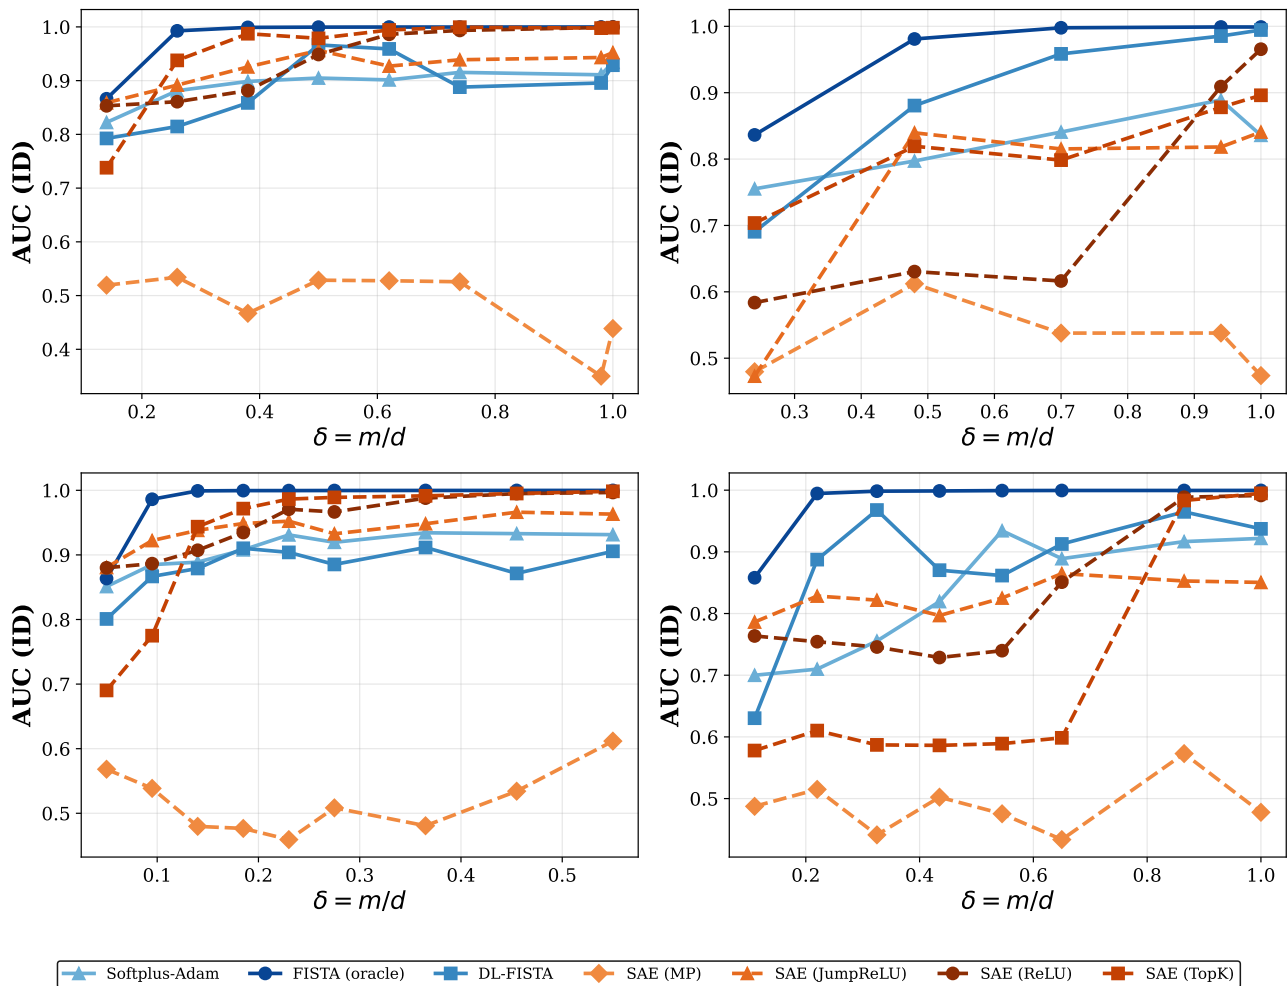 1.0
0.9
0.8
0.7
0.6
0.5
0.4
AUC (ID)
0.2 0.4 0.6 0.8 1.0
δ = m/d
1.0
0.9
0.8
0.7
0.6
0.5
AUC (ID)
0.3 0.4 0.5 0.6 0.7 0.8 0.9 1.0
δ = m/d
1.0
0.9
0.8
0.7
0.6
0.5
AUC (ID)
0.1 0.2 0.3 0.4 0.5
δ = m/d
1.0
0.9
0.8
0.7
0.6
0.5
AUC (ID)
0.2 0.4 0.6 0.8 1.0
δ = m/d
Softplus-Adam FISTA (oracle) DL-FISTA SAE (MP) SAE (JumpReLU) SAE (ReLU) SAE (TopK)